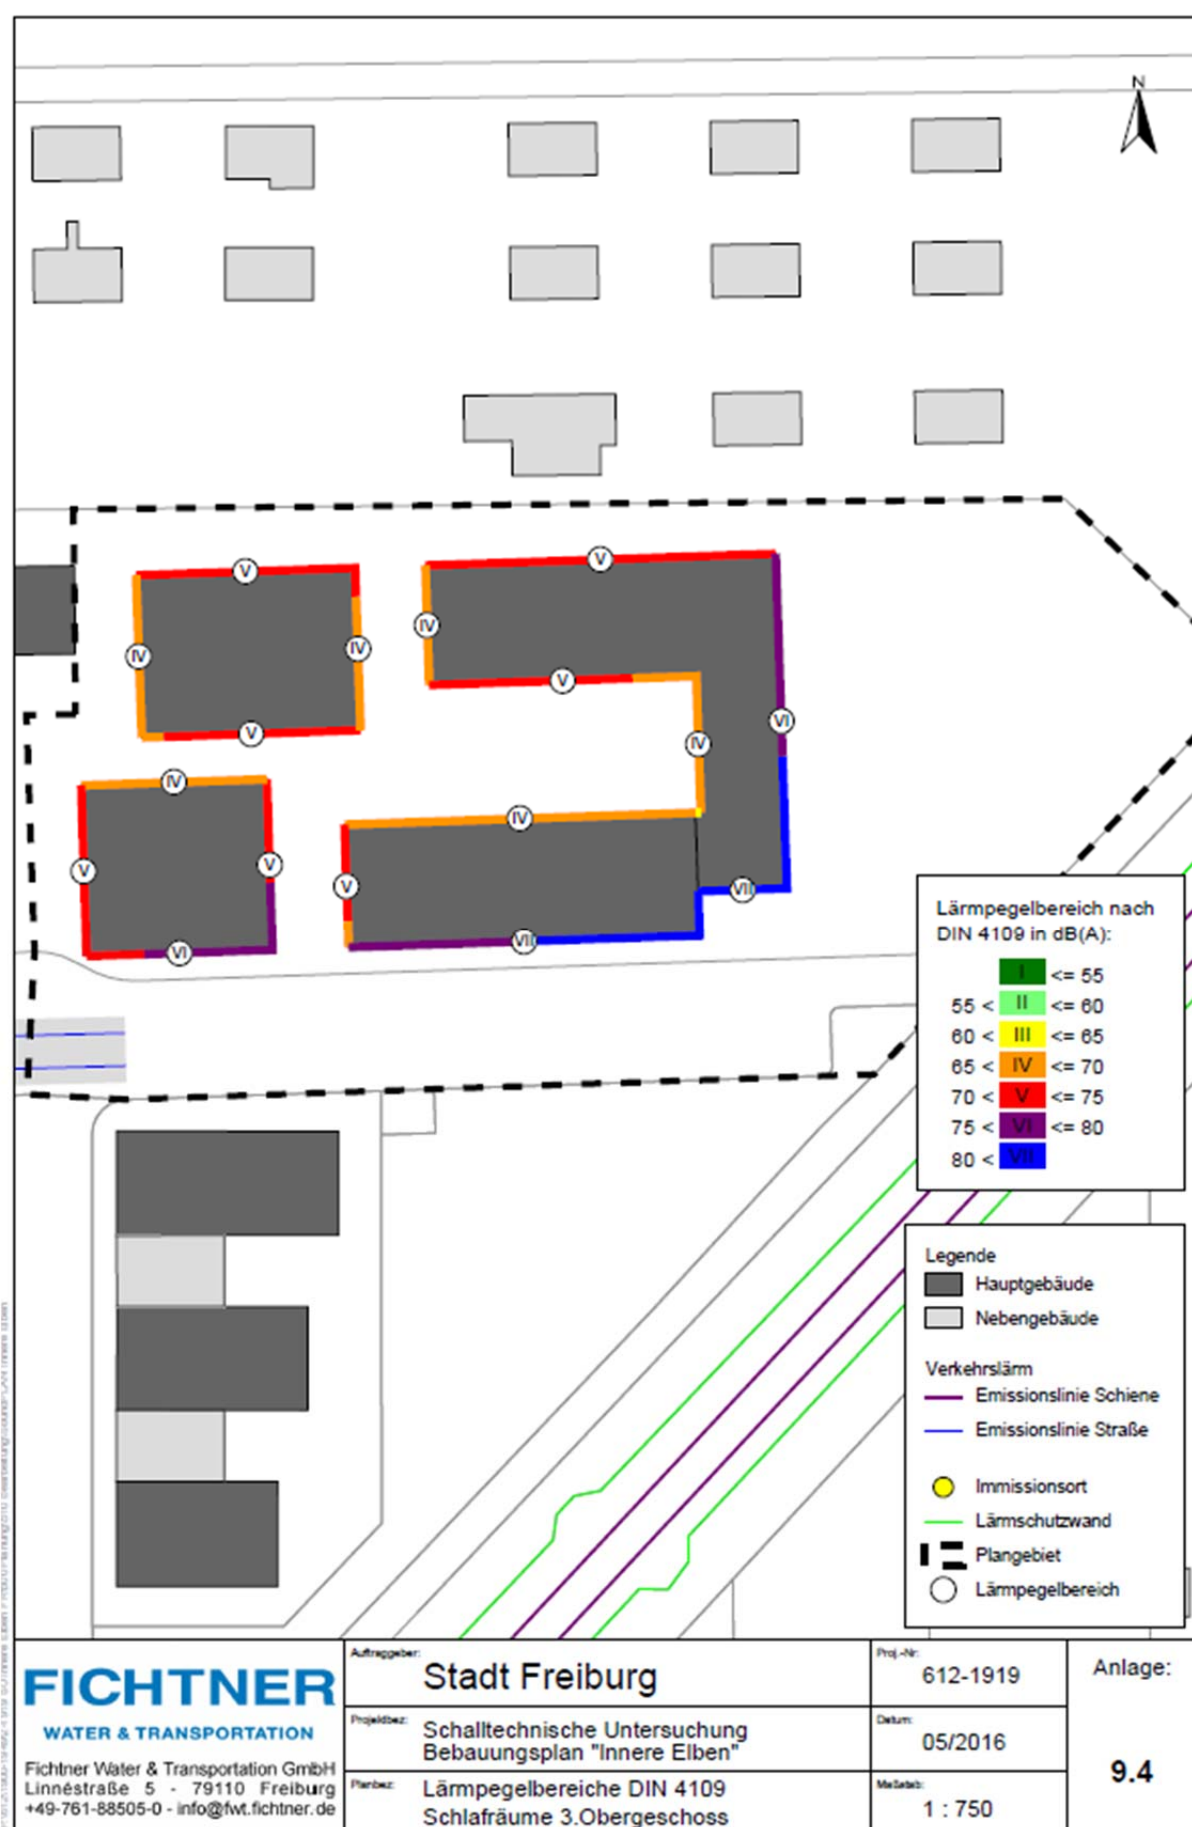 N
V
V
IV
IV
IV
V
V
VI
IV
IV
IV
V
V
V
VII
VI
VII
Lärmpegelbereich nach
DIN 4109 in dB(A):
I <= 55
55 < II <= 60
60 < III <= 65
65 < IV <= 70
70 < V <= 75
75 < VI <= 80
80 < VII
Legende
Hauptgebäude
Nebengebäude
Verkehrslärm
Emissionslinie Schiene
Emissionslinie Straße
Immissionsort
Lärmschutzwand
Plangebiet
Lärmpegelbereich
FICHTNER
WATER & TRANSPORTATION
Fichtner Water & Transportation GmbH
Linnéstraße 5 - 79110 Freiburg
+49-761-88505-0 - info@fwt.fichtner.de
Auftraggeber:
Stadt Freiburg
Projektbez:
Schalltechnische Untersuchung
Bebauungsplan "Innere Elben"
Planbez:
Lärmpegelbereiche DIN 4109
Schlafräume 3.Obergeschoss
Proj.-Nr:
612-1919
Datum:
05/2016
Maßstab:
1 : 750
Anlage:
9.4